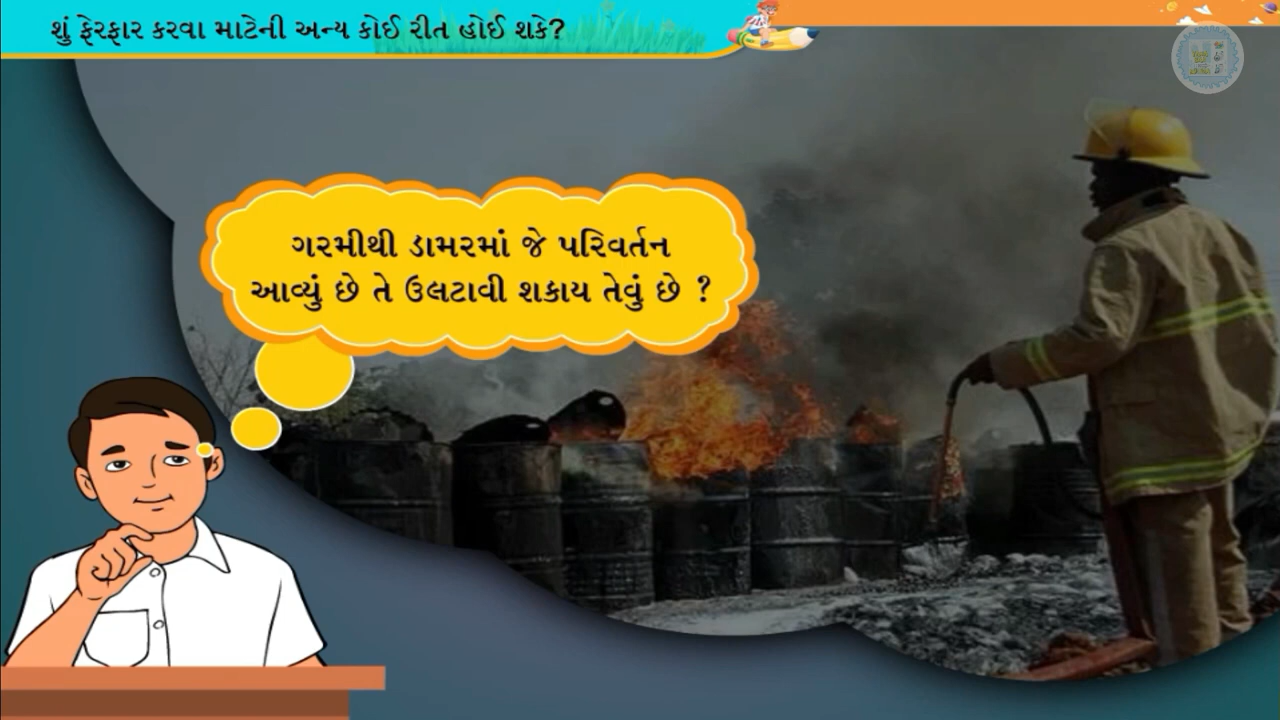 શું ફેરફાર કરવા માટેની અન્ય કોઈ રીત હોઈ શકે?
ગરમીથી ડામરમાં જે પરિવર્તન
આવ્યું છે તે ઉલટાવી શકાય તેવું છે ?